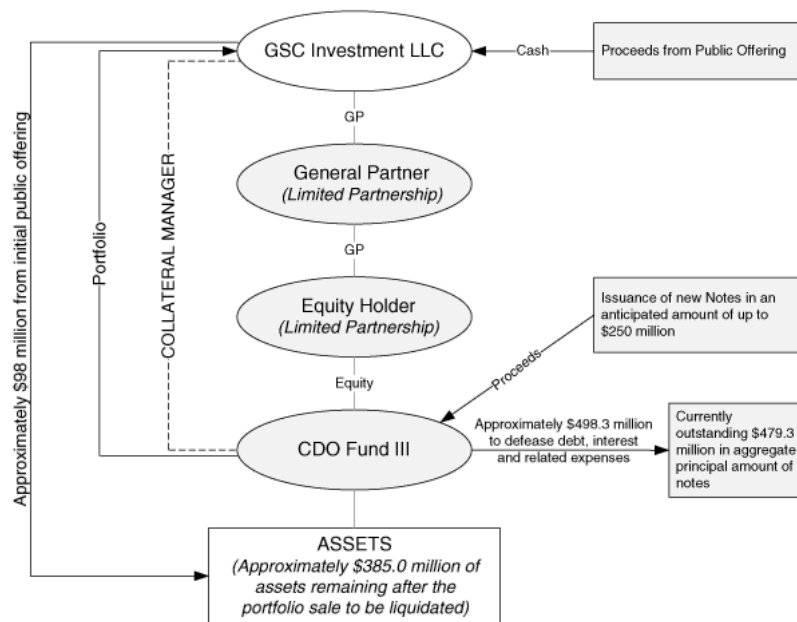 GSC Investment LLC
Cash
Proceeds from Public Offering
GP
General Partner
(Limited Partnership)
GP
Equity Holder
(Limited Partnership)
Equity
CDO Fund III
Approximately $98 million from initial public offering
Portfolio
COLLATERAL MANAGER
Issuance of new Notes in an
anticipated amount of up to
$250 million
Proceeds
Approximately $498.3 million
to defease debt, interest
and related expenses
Currently
outstanding $479.3
million in aggregate
principal amount of
notes
ASSETS
(Approximately $385.0 million of
assets remaining after the
portfolio sale to be liquidated)